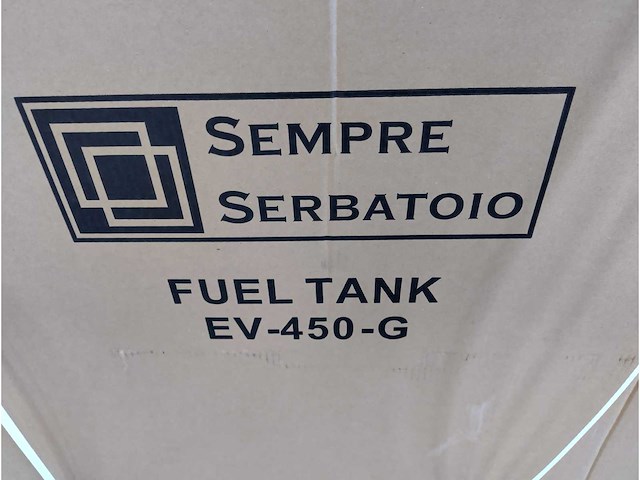 SEMPRE
SERBATOIO
FUEL TANK
EV-450-G